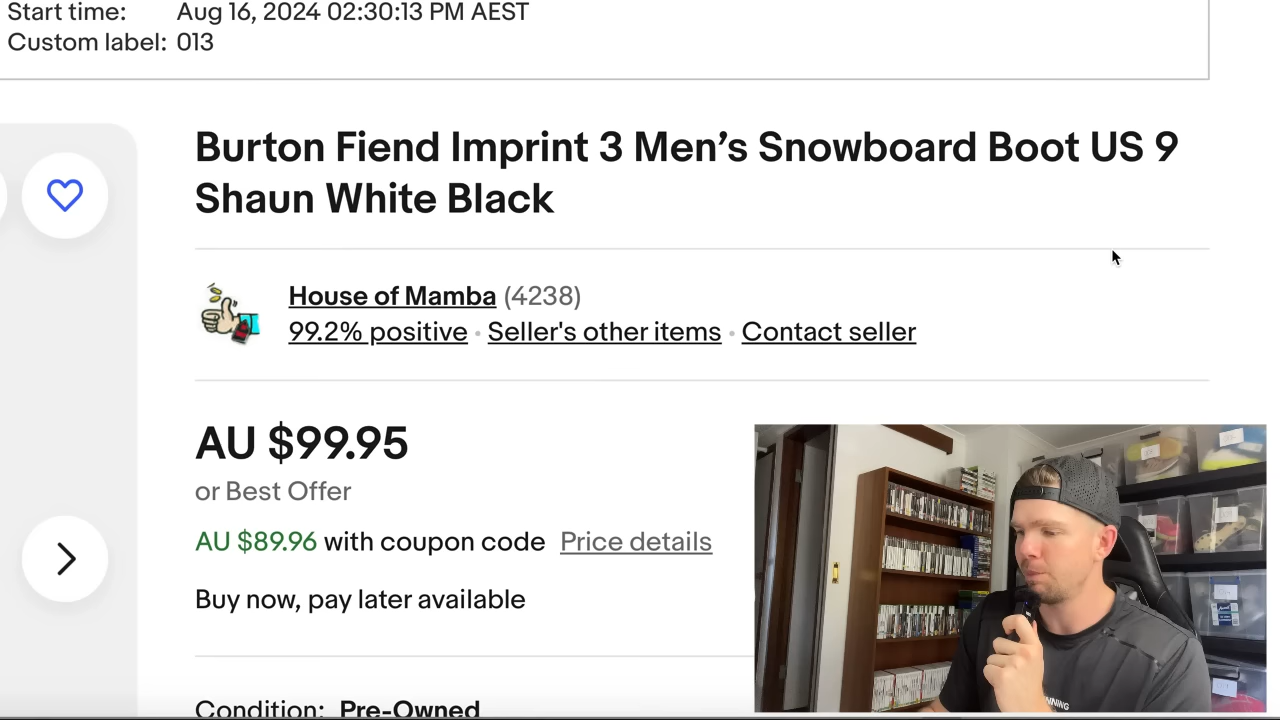 Start time: Aug 16, 2024 02:30:13 PM AEST
Custom label: 013
Burton Fiend Imprint 3 Men’s Snowboard Boot US 9
Shaun White Black
House of Mamba (4238)
99.2% positive • Seller's other items • Contact seller
AU $99.95
or Best Offer
AU $89.96 with coupon code Price details
Buy now, pay later available
Condition: Pre-Owned